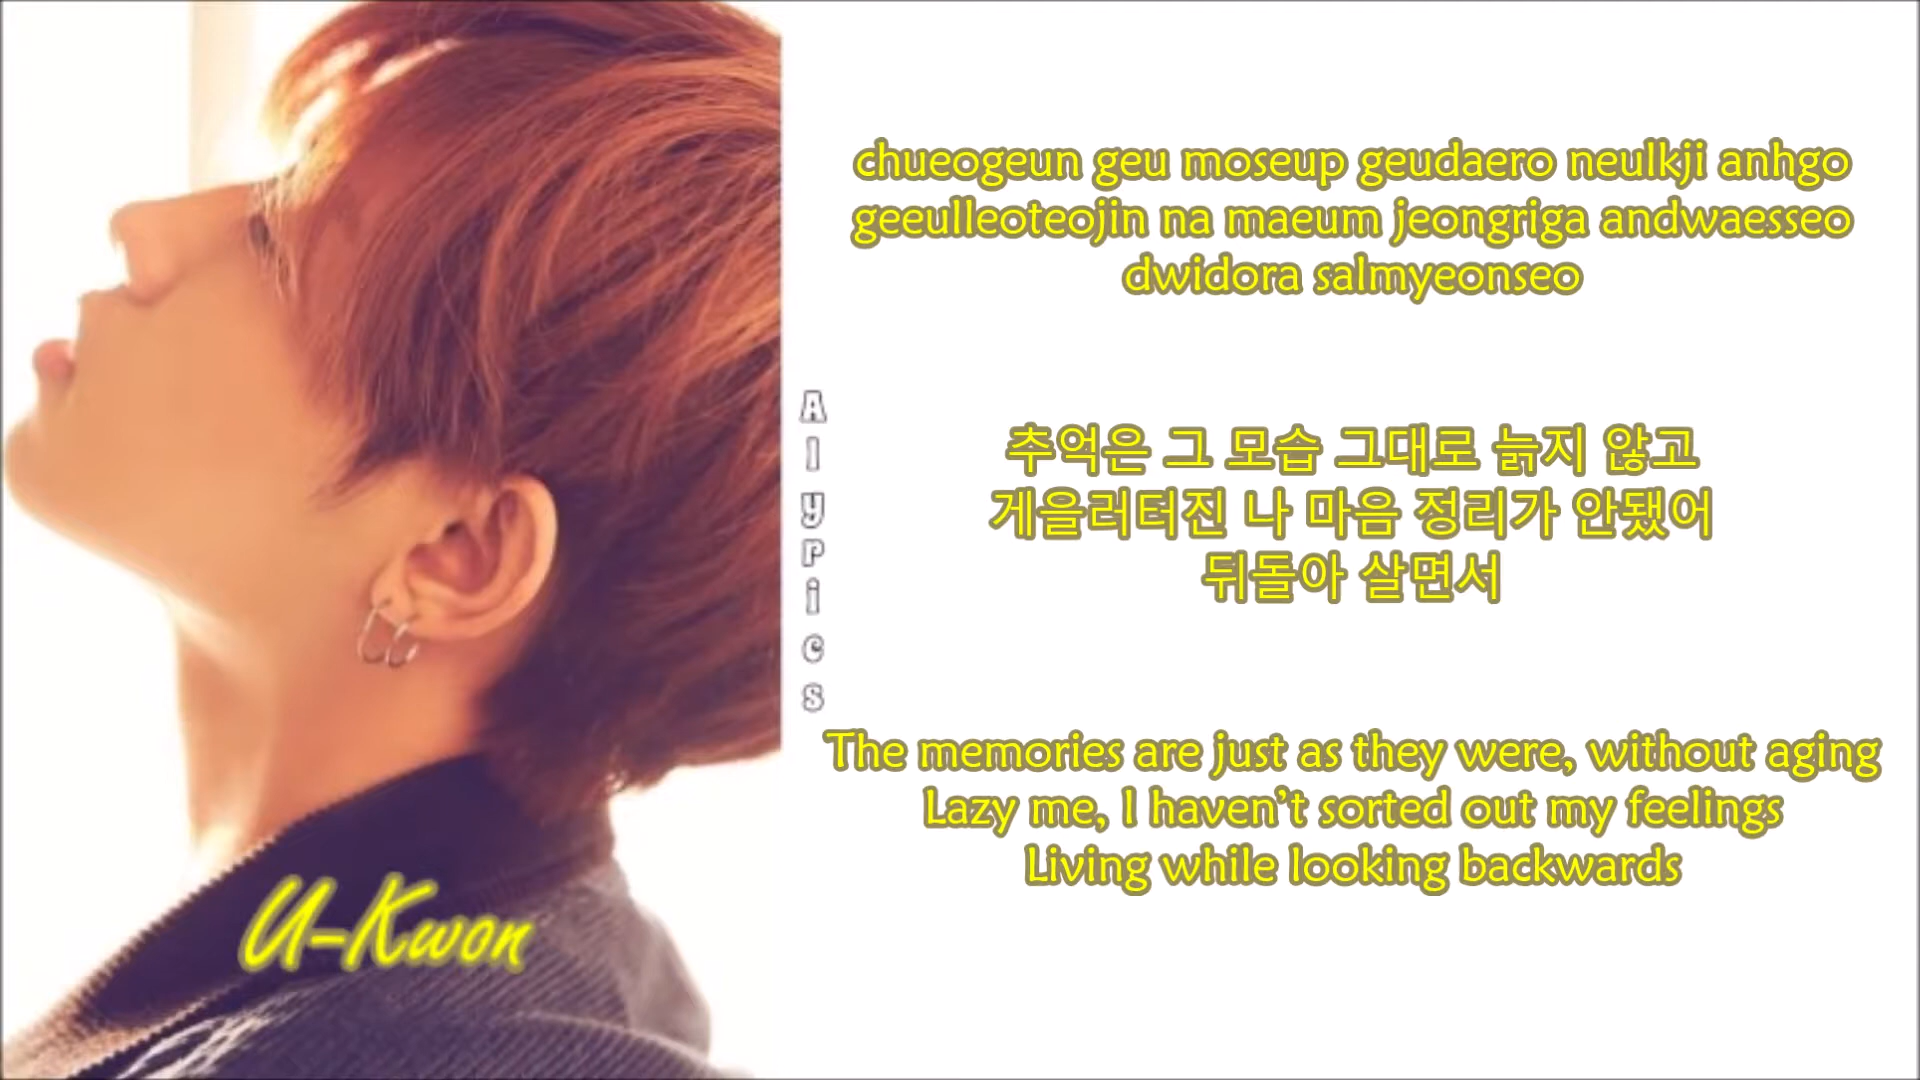 chueogeun geu moseup geudaero neulkji anhgo
geeulleoteojin na maeum jeongriga andwaesseo
dwidora salmyeonseo
추억은 그 모습 그대로 늙지 않고
게을러터진 나 마음 정리가 안됐어
뒤돌아 살면서
The memories are just as they were, without aging
Lazy me, I haven't sorted out my feelings
Living while looking backwards
Alyrics
U-Kwon